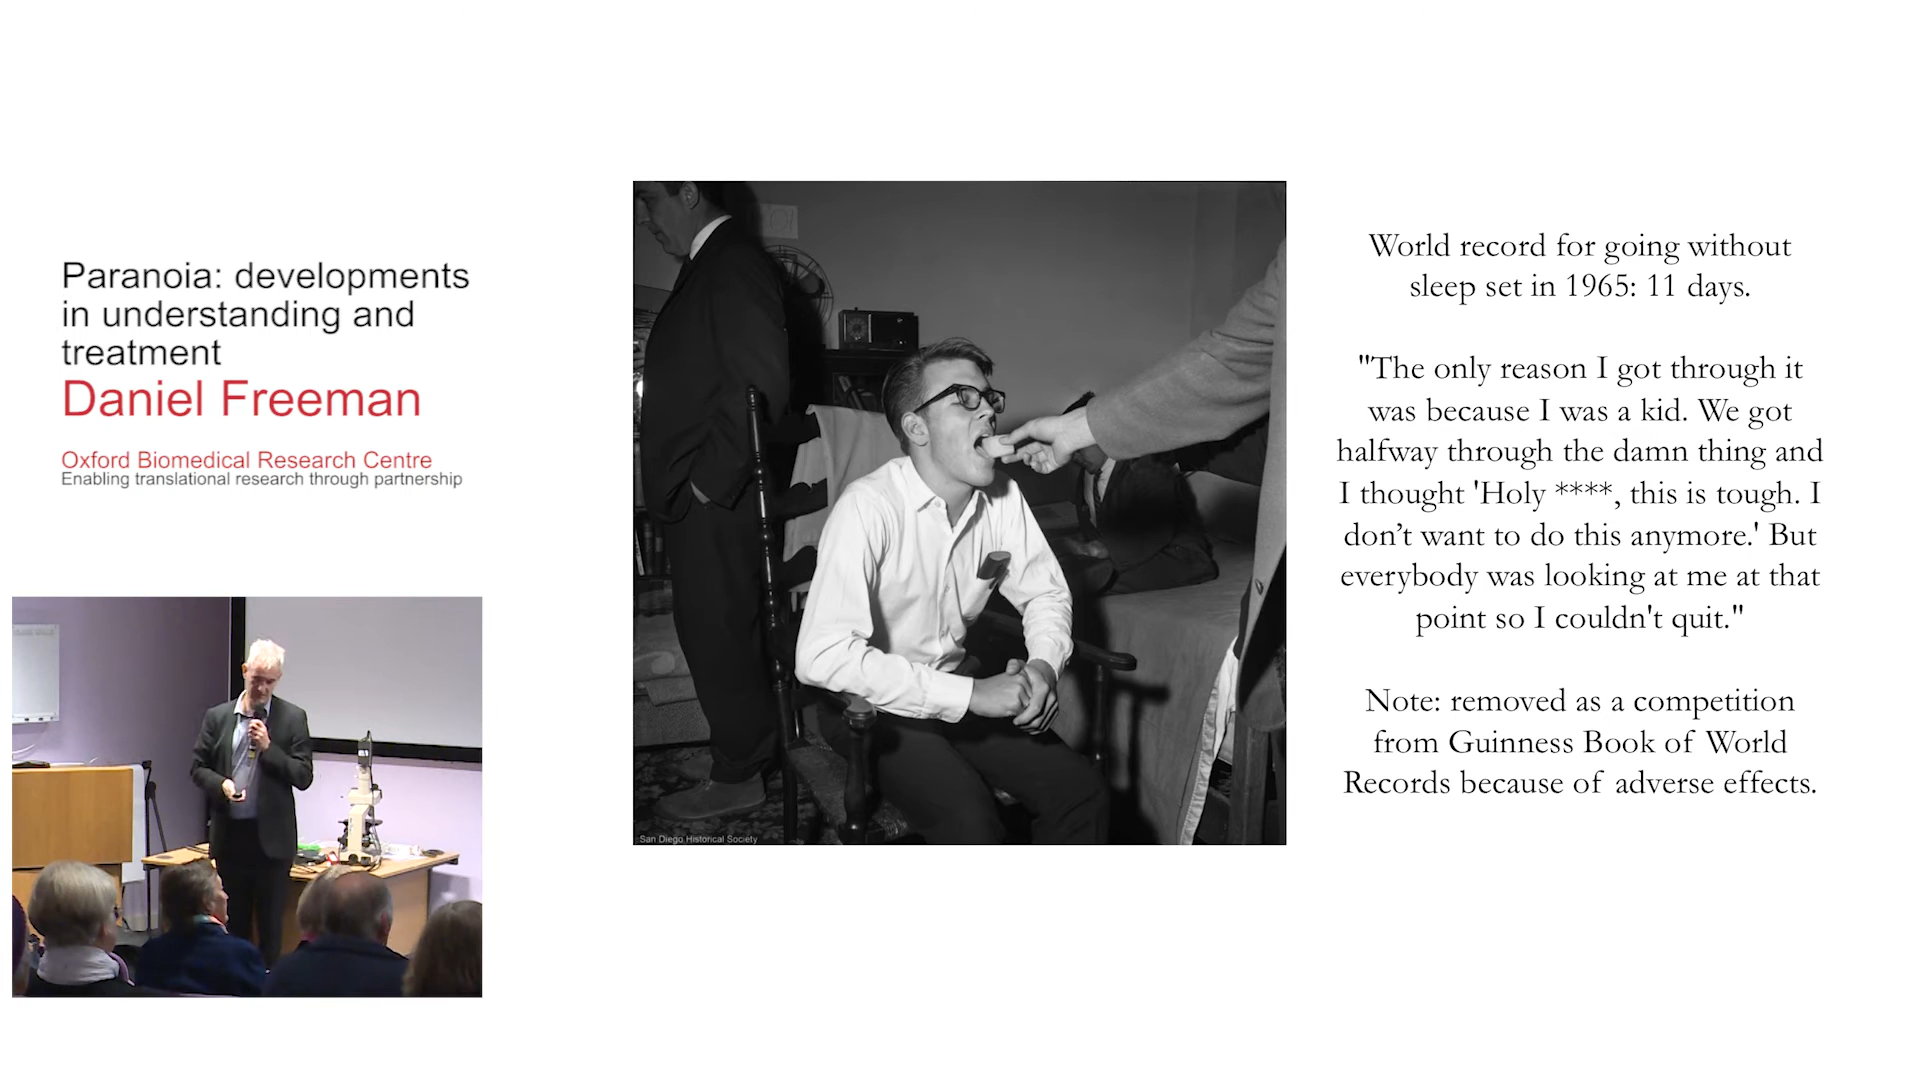 Paranoia: developments
in understanding and
treatment
Daniel Freeman
Oxford Biomedical Research Centre
Enabling translational research through partnership
San Diego Historical Society
World record for going without
sleep set in 1965: 11 days.
"The only reason I got through it
was because I was a kid. We got
halfway through the damn thing and
I thought 'Holy ****, this is tough. I
don’t want to do this anymore.' But
everybody was looking at me at that
point so I couldn't quit."
Note: removed as a competition
from Guinness Book of World
Records because of adverse effects.